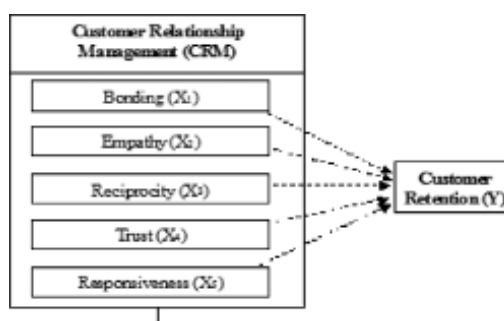 Customer Relationship
Management (CRM)
Bonding (X₁)
Empathy (X₂)
Reciprocity (X³)
Trust (X₄)
Responsiveness (X₅)
Customer
Retention (Y)